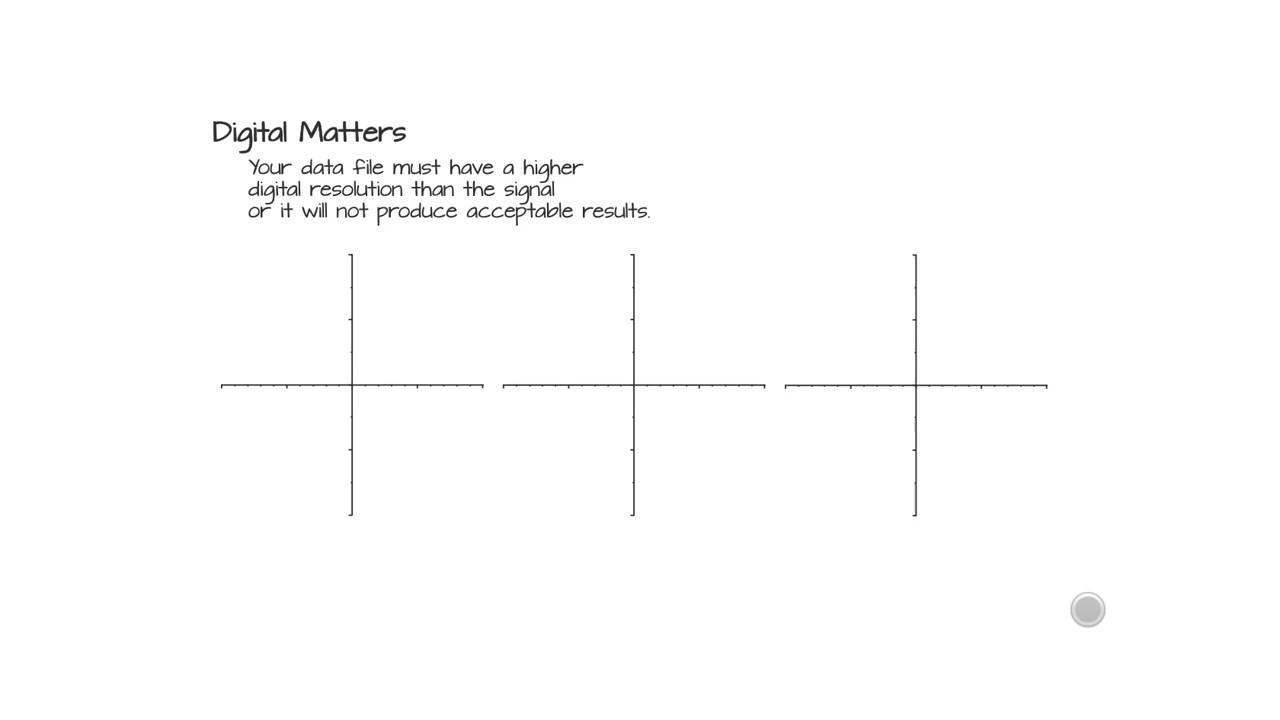 Digital Matters
Your data file must have a higher
digital resolution than the signal
or it will not produce acceptable results.